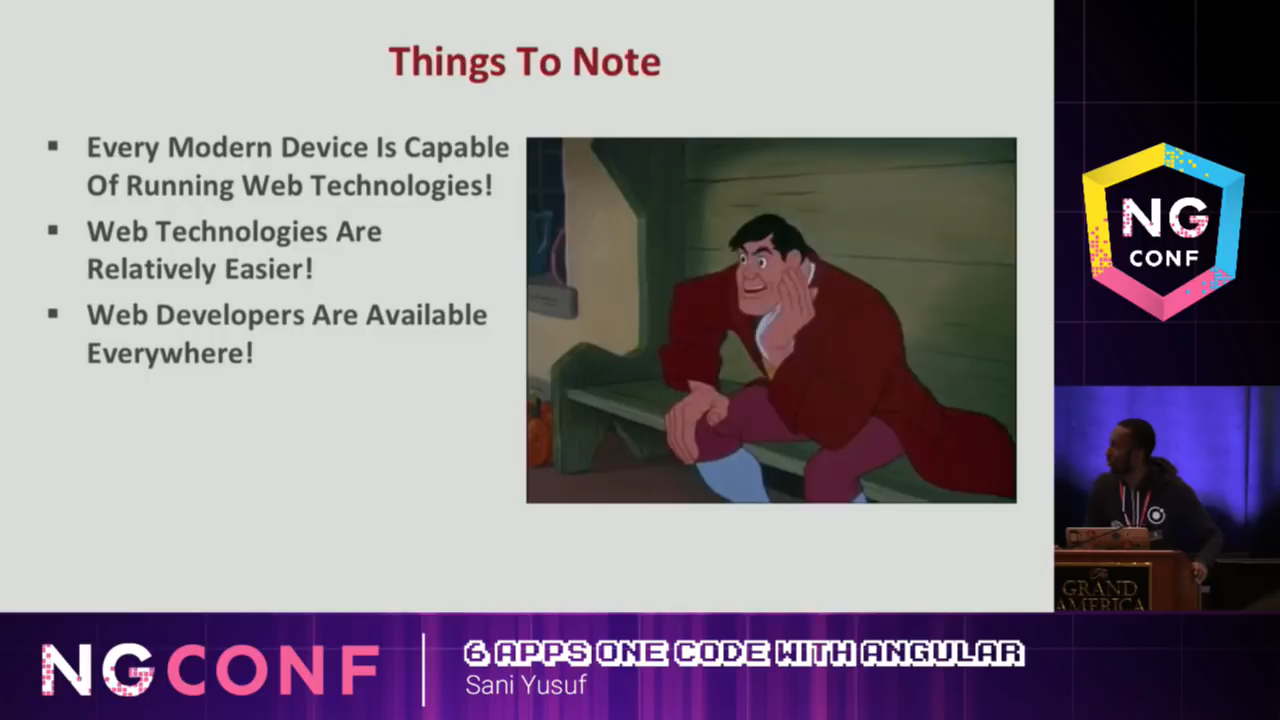 Things To Note
▪ Every Modern Device Is Capable
Of Running Web Technologies!
▪ Web Technologies Are
Relatively Easier!
▪ Web Developers Are Available
Everywhere!
NG
CONF
The
GRAND
AMERICA
NGCONF
6 APPS ONE CODE WITH ANGULAR
Sani Yusuf